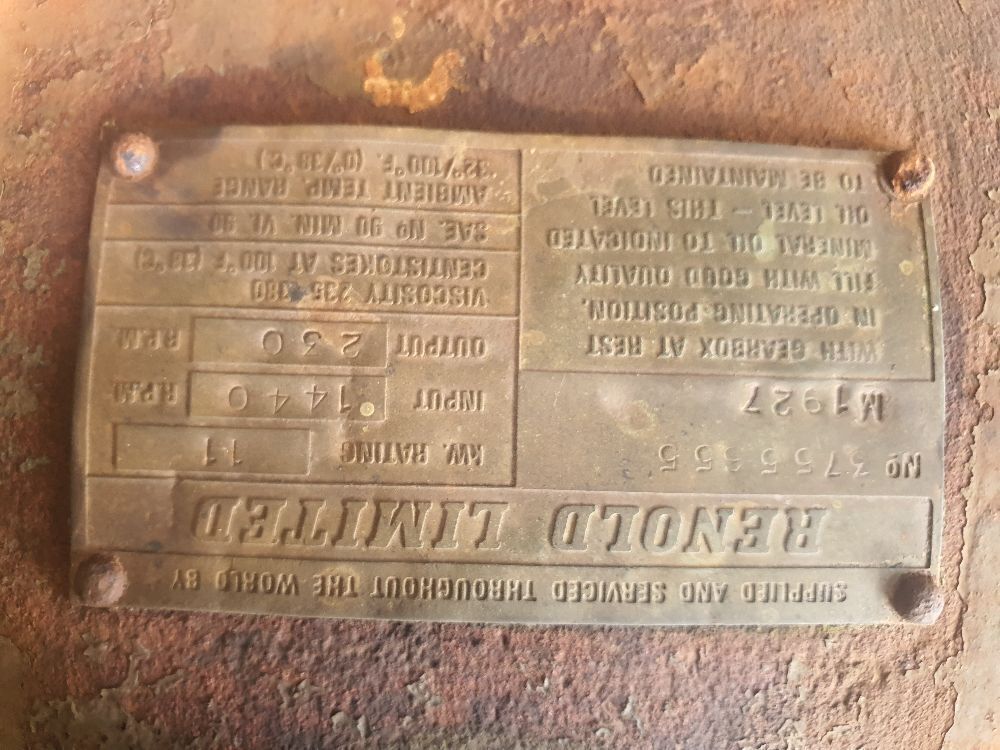 SUPPLIED AND SERVICED THROUGHOUT THE WORLD BY
RENOLD LIMITED
Nº 3755655
M1927
WITH GEARBOX AT REST
IN OPERATING POSITION.
FILL WITH GOOD QUALITY
MINERAL OIL TO INDICATED
OIL LEVEL — THIS LEVEL
TO BE MAINTAINED
KW. RATING 11
INPUT 1440 R.P.M
OUTPUT 230 R.P.M
VISCOSITY 235-380
CENTISTOKES AT 100°F (38°C)
SAE. Nº 90 MIN. VI. 90
AMBIENT TEMP. RANGE
32°/100°F. (0°/38°C)